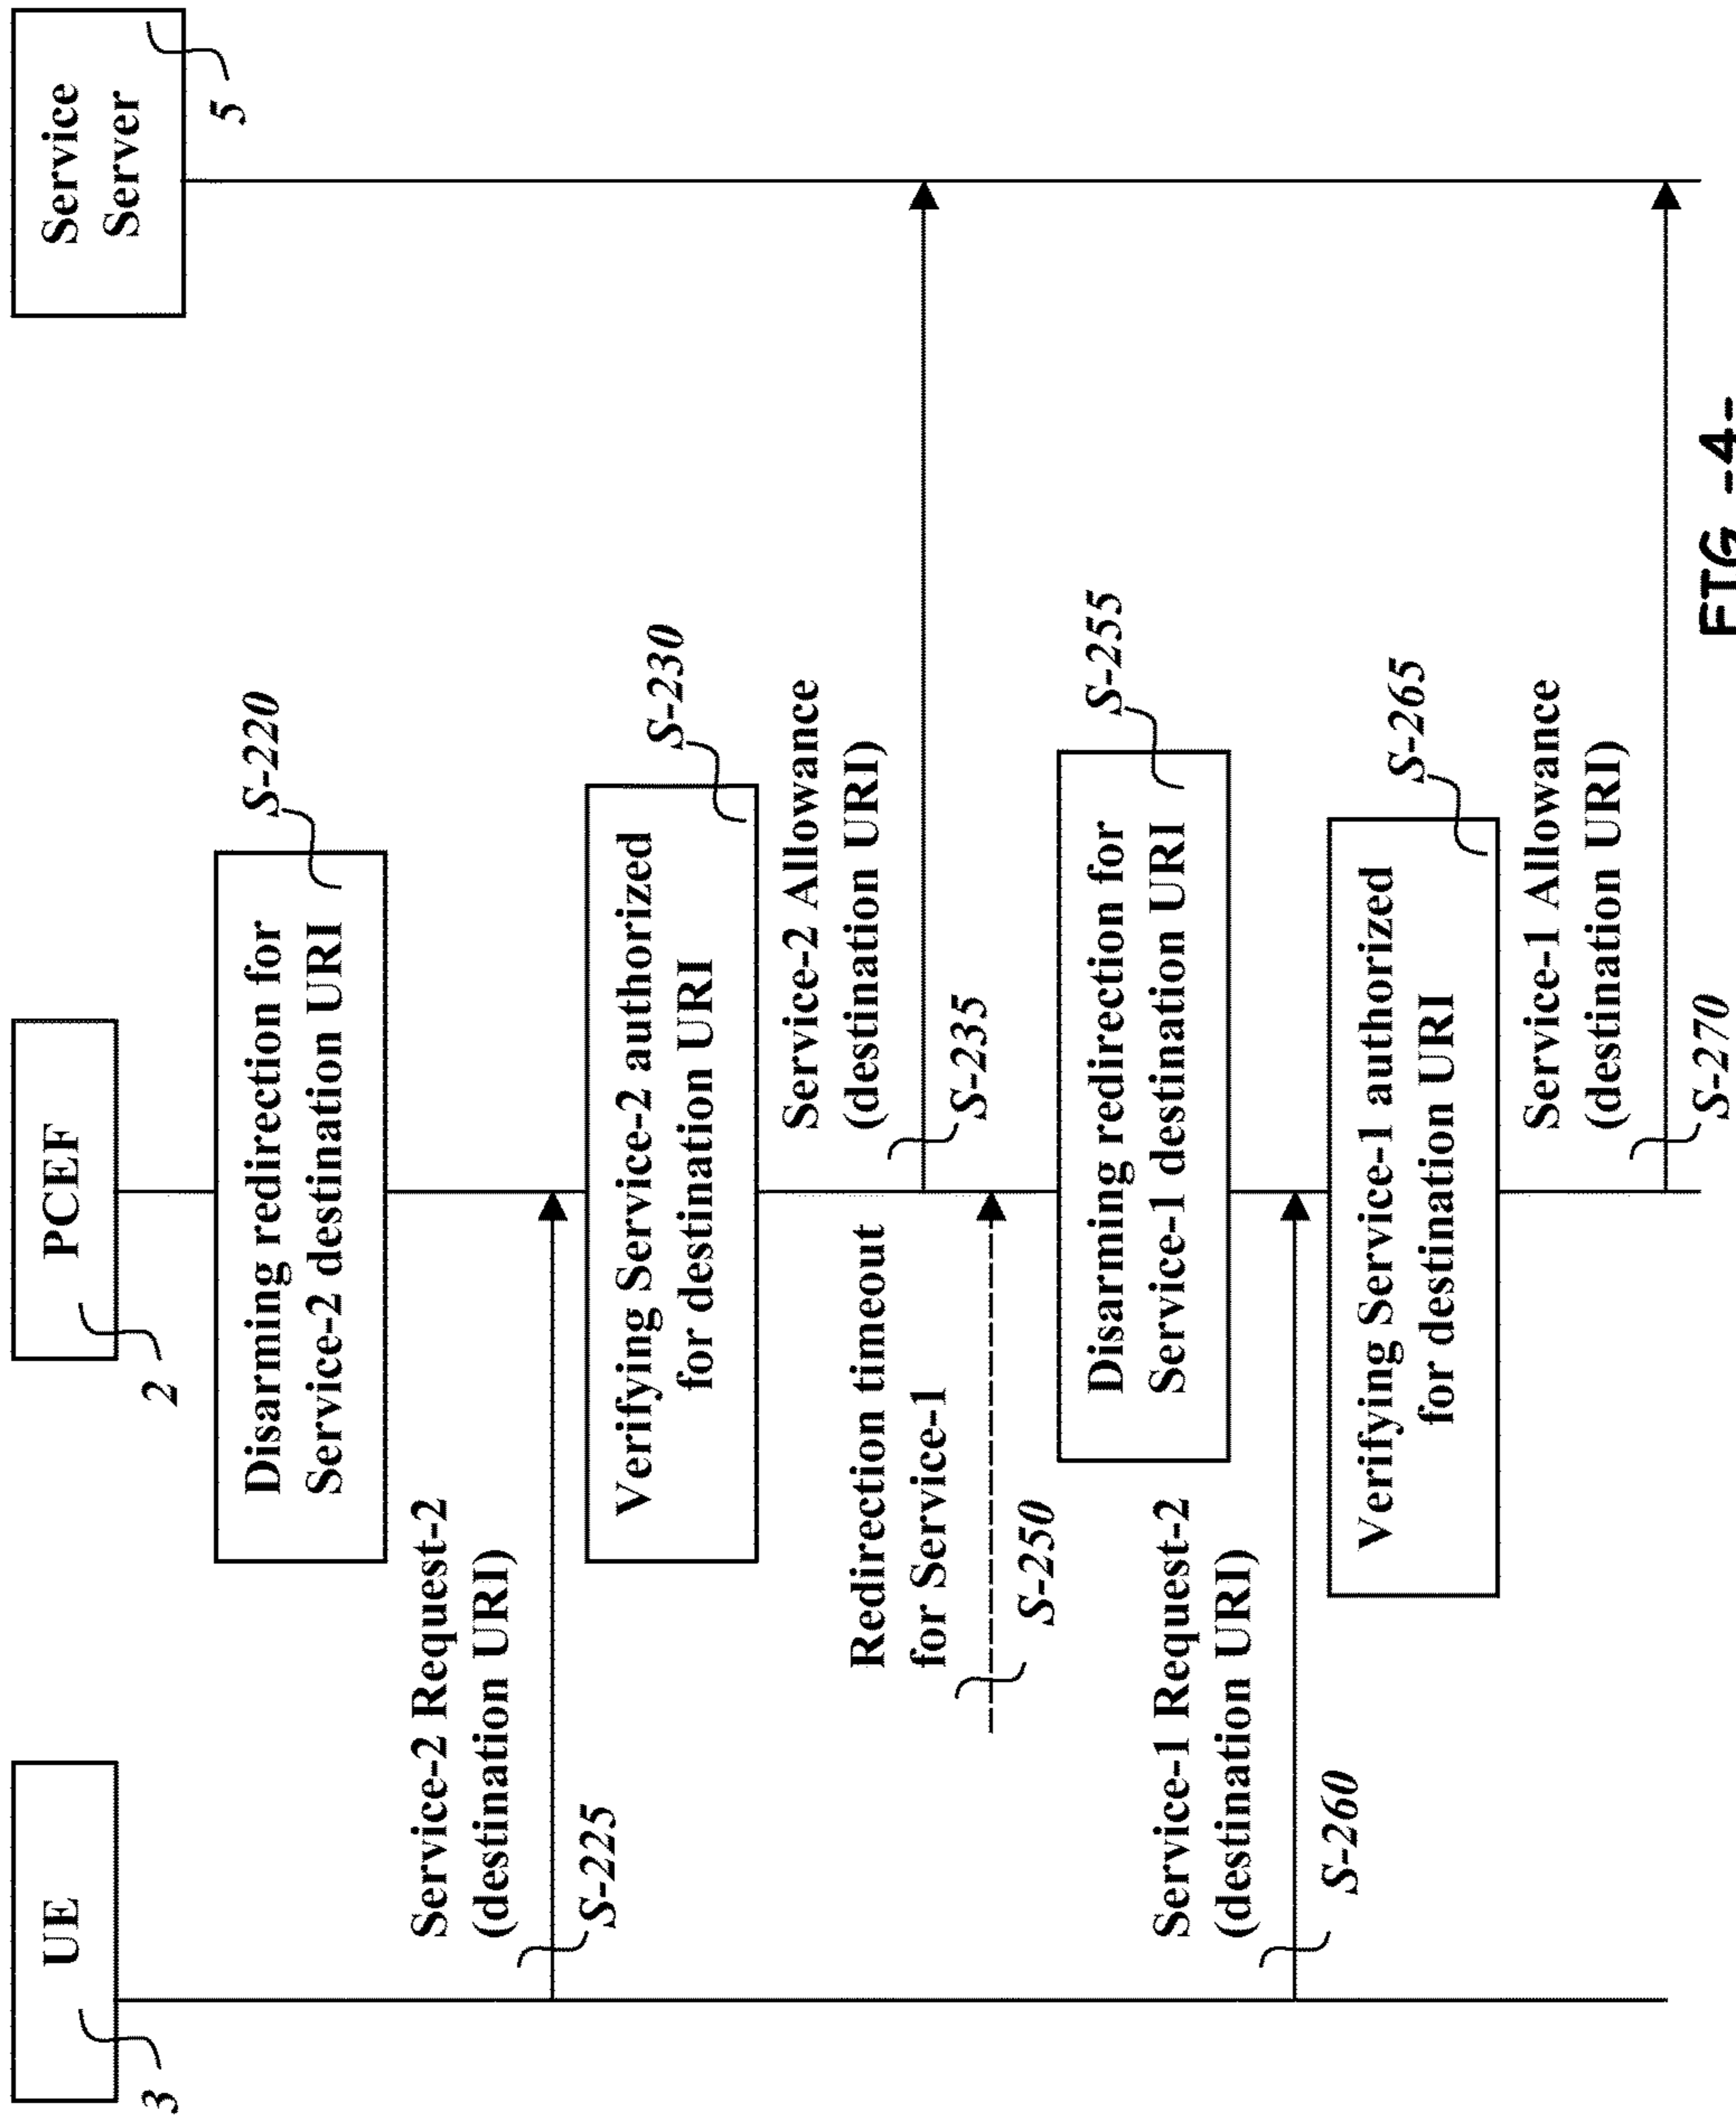 UE
3
PCEF
2
Service
Server
5
Disarming redirection for
Service-2 destination URI
S-220
Service-2 Request-2
(destination URI)
S-225
Verifying Service-2 authorized
for destination URI
S-230
Service-2 Allowance
(destination URI)
S-235
Redirection timeout
for Service-1
S-250
Disarming redirection for
Service-1 destination URI
S-255
Service-1 Request-2
(destination URI)
S-260
Verifying Service-1 authorized
for destination URI
S-265
Service-1 Allowance
(destination URI)
S-270
FIG -4-